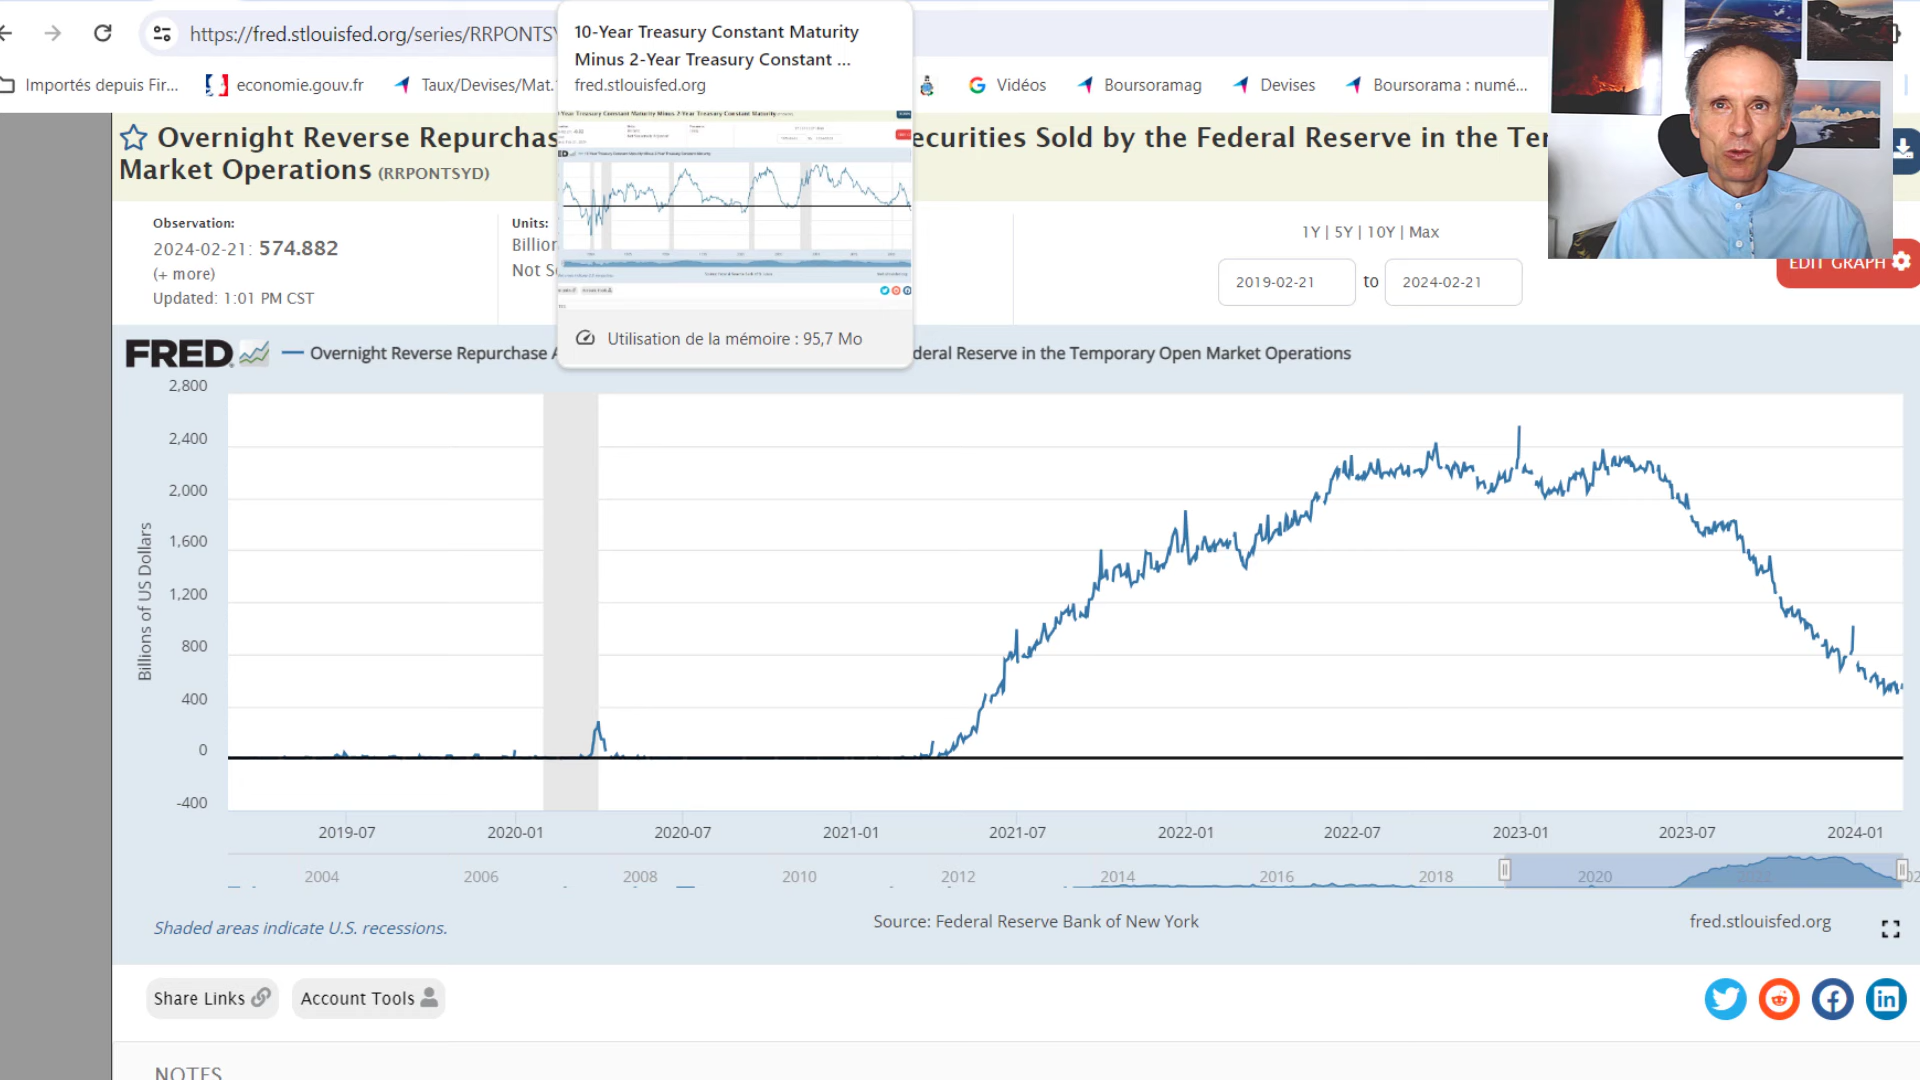 https://fred.stlouisfed.org/series/RRPONTSY
10-Year Treasury Constant Maturity
Minus 2-Year Treasury Constant ...
fred.stlouisfed.org
Importés depuis Fir...
economie.gouv.fr
Taux/Devises/Mat.
Vidéos
Boursoramag
Devises
Boursorama : numé...
Overnight Reverse Repurchas ecurities Sold by the Federal Reserve in the Ter
Market Operations (RRPONTSYD)
Observation:
2024-02-21: 574.882
(+ more)
Updated: 1:01 PM CST
Units:
Billion
Not S
1Y | 5Y | 10Y | Max
2019-02-21 to 2024-02-21
EDIT GRAPH
Utilisation de la mémoire : 95,7 Mo
FRED
Overnight Reverse Repurchase A deral Reserve in the Temporary Open Market Operations
Billions of US Dollars
2,800
2,400
2,000
1,600
1,200
800
400
0
-400
2019-07 2020-01 2020-07 2021-01 2021-07 2022-01 2022-07 2023-01 2023-07 2024-01
2004 2006 2008 2010 2012 2014 2016 2018 2020 2022
Shaded areas indicate U.S. recessions.
Source: Federal Reserve Bank of New York
fred.stlouisfed.org
Share Links
Account Tools
NOTES